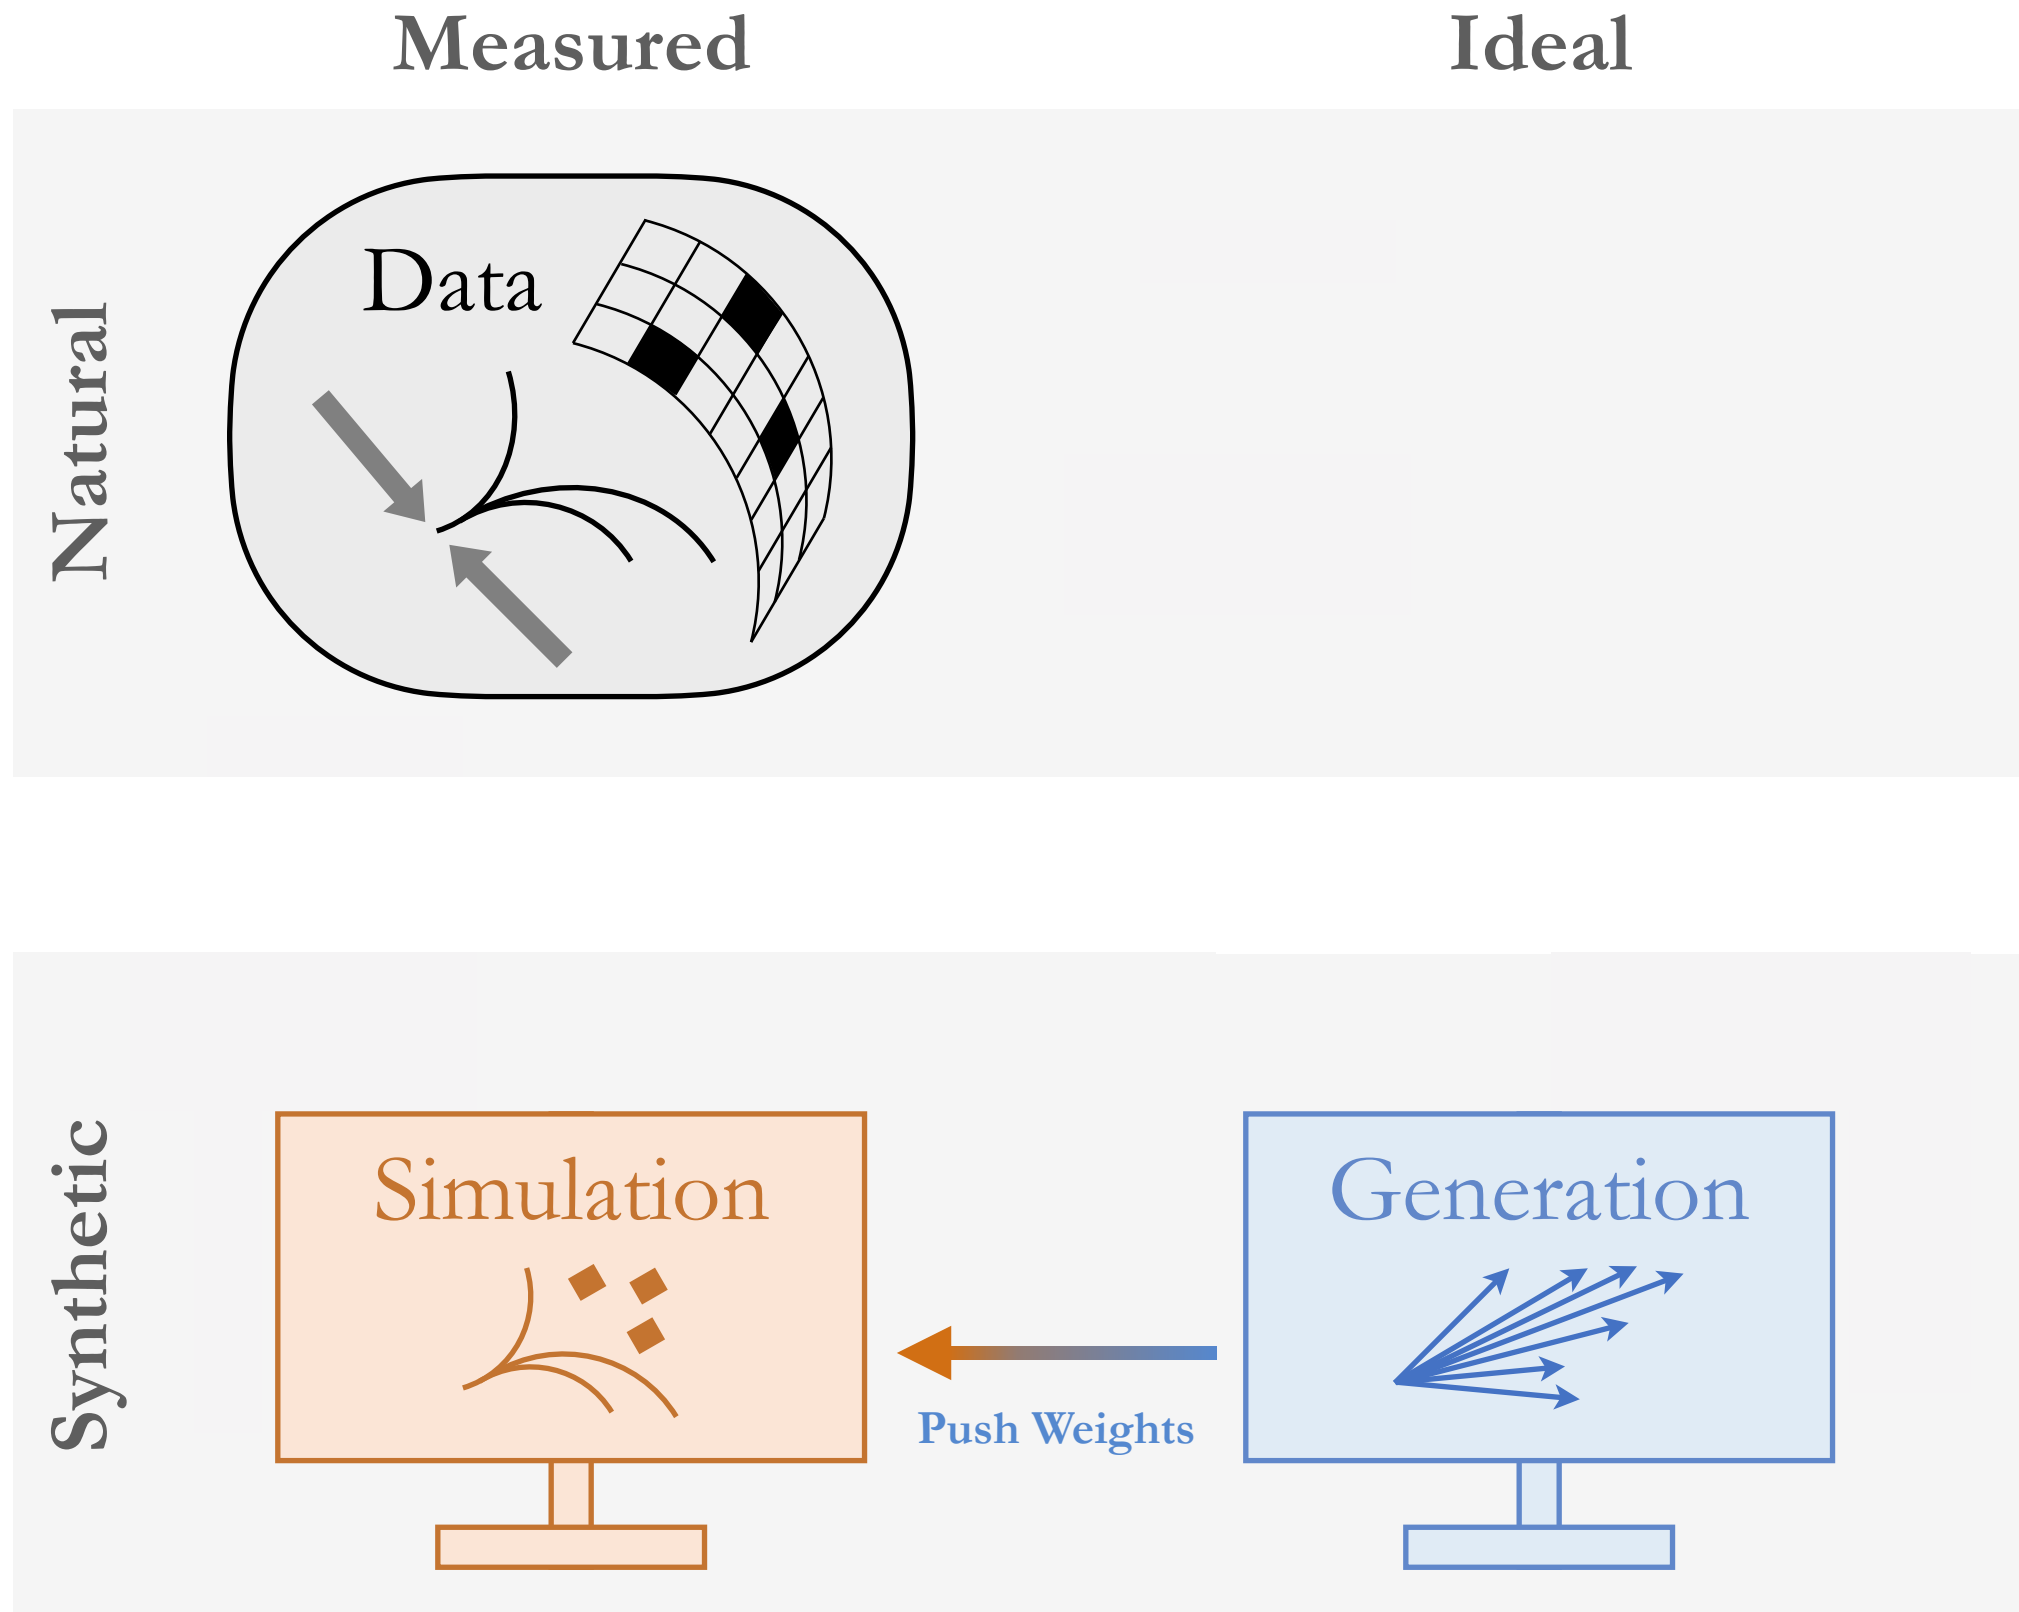 Measured
Ideal
Natural
Data
Synthetic
Simulation
Generation
Push Weights